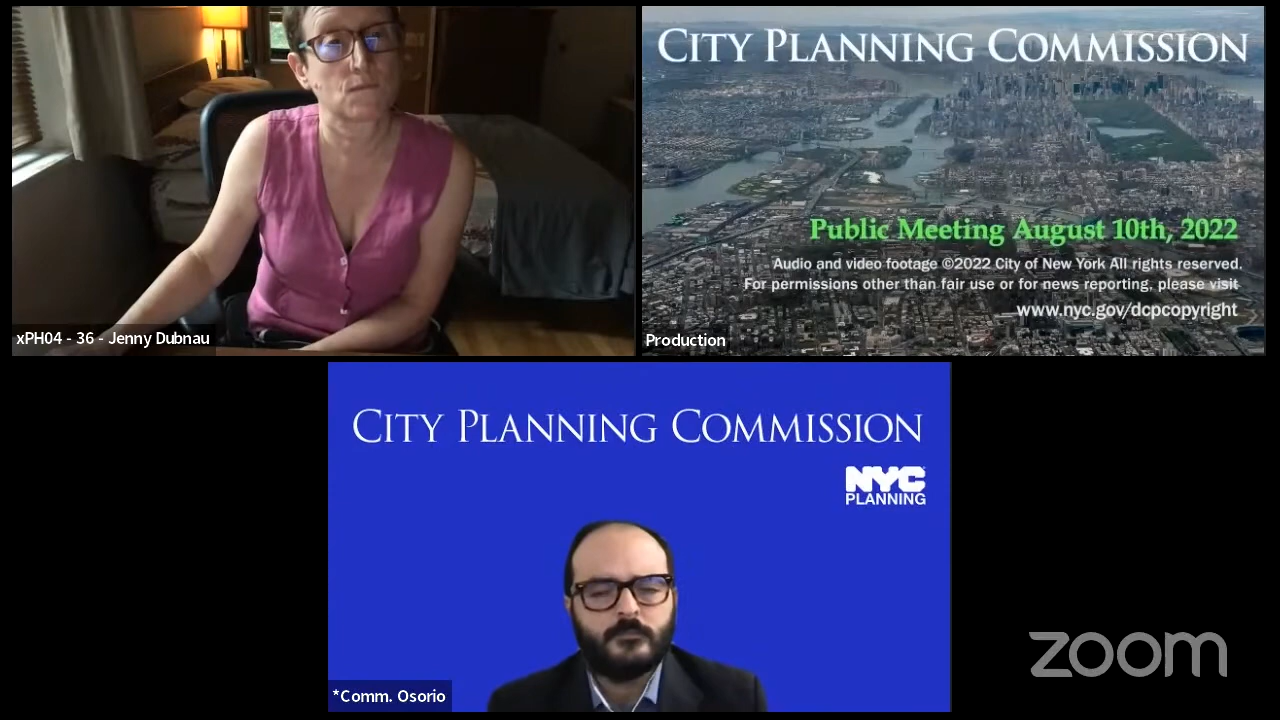 CITY PLANNING COMMISSION
Public Meeting August 10th, 2022
Audio and video footage ©2022 City of New York All rights reserved.
For permissions other than fair use or for news reporting, please visit
www.nyc.gov/dcpcopyright
xPH04 - 36 - Jenny Dubnau
Production
CITY PLANNING COMMISSION
NYC
PLANNING
*Comm. Osorio
zoom